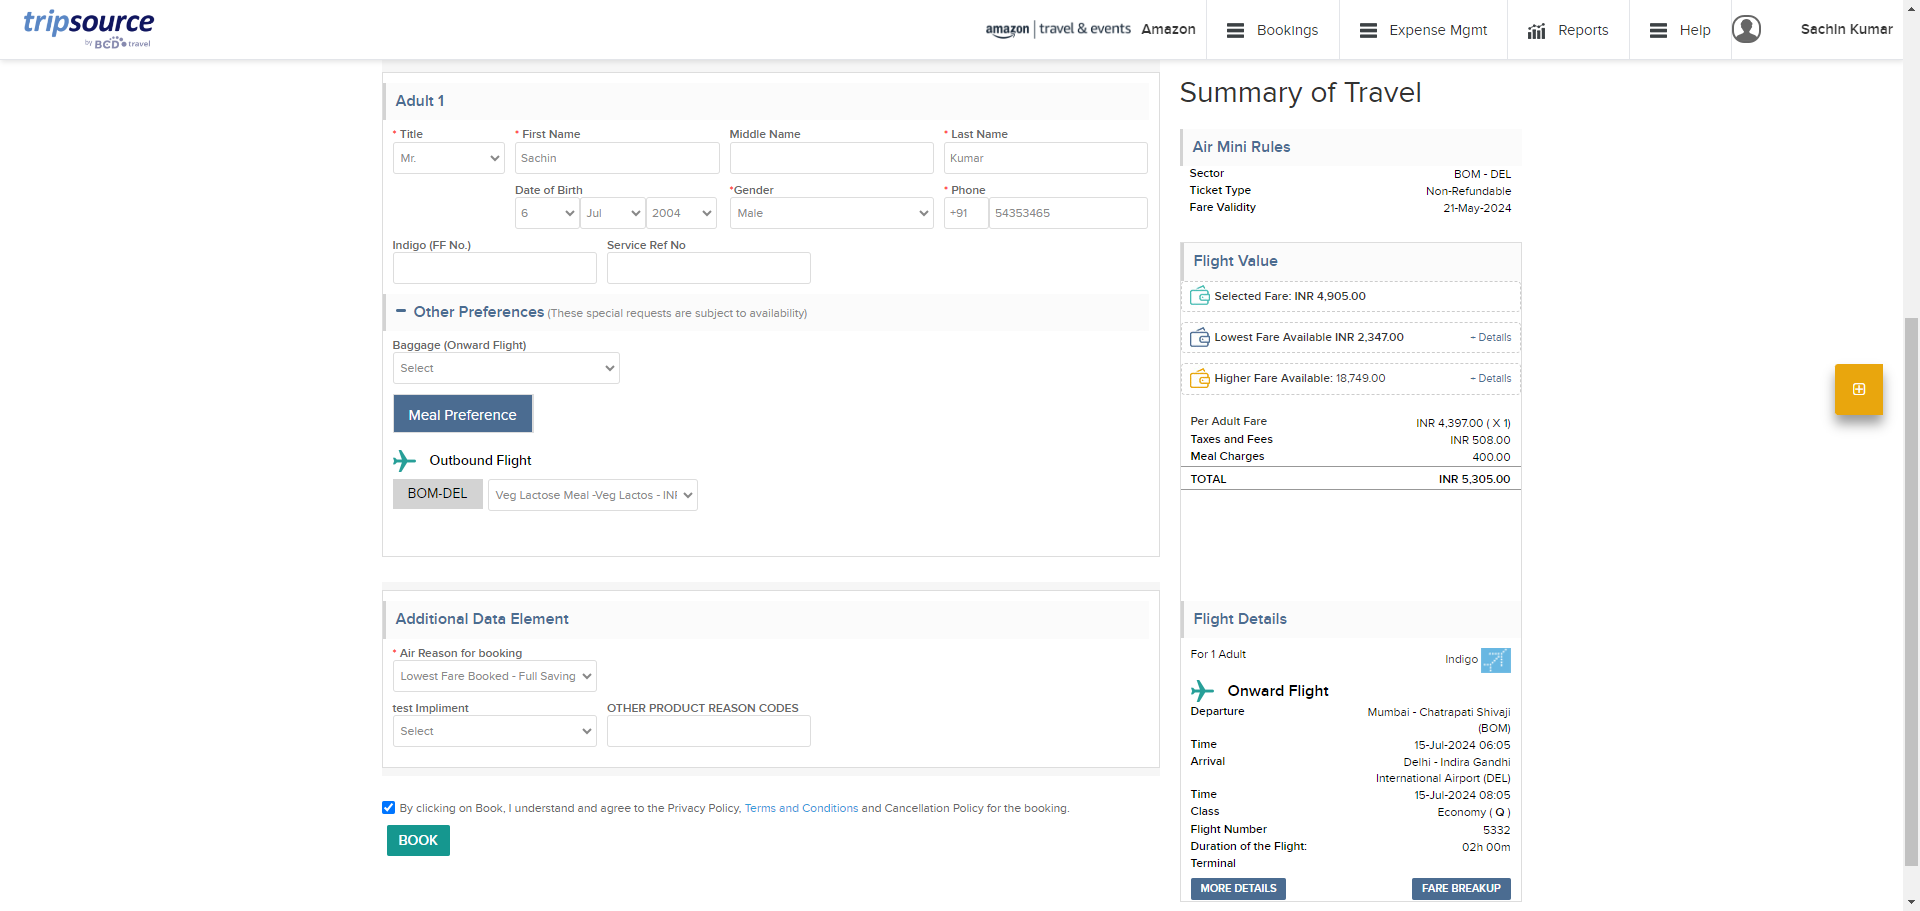 tripsource
by BCD travel
amazon | travel & events Amazon
Bookings
Expense Mgmt
Reports
Help
Sachin Kumar
Adult 1
* Title
* First Name
Middle Name
* Last Name
Mr.
Sachin
Kumar
Date of Birth
*Gender
* Phone
6
Jul
2004
Male
+91
54353465
Indigo (FF No.)
Service Ref No
− Other Preferences (These special requests are subject to availability)
Baggage (Onward Flight)
Select
Meal Preference
Outbound Flight
BOM-DEL
Veg Lactose Meal -Veg Lactos - INR
Additional Data Element
* Air Reason for booking
Lowest Fare Booked - Full Saving
test Impliment
OTHER PRODUCT REASON CODES
Select
By clicking on Book, I understand and agree to the Privacy Policy, Terms and Conditions and Cancellation Policy for the booking.
BOOK
Summary of Travel
Air Mini Rules
Sector BOM - DEL
Ticket Type Non-Refundable
Fare Validity 21-May-2024
Flight Value
Selected Fare: INR 4,905.00
Lowest Fare Available INR 2,347.00 + Details
Higher Fare Available: 18,749.00 + Details
Per Adult Fare INR 4,397.00 ( X 1)
Taxes and Fees INR 508.00
Meal Charges 400.00
TOTAL INR 5,305.00
Flight Details
For 1 Adult Indigo
Onward Flight
Departure Mumbai - Chatrapati Shivaji
(BOM)
Time 15-Jul-2024 06:05
Arrival Delhi - Indira Gandhi
International Airport (DEL)
Time 15-Jul-2024 08:05
Class Economy ( Q )
Flight Number 5332
Duration of the Flight: 02h 00m
Terminal
MORE DETAILS
FARE BREAKUP